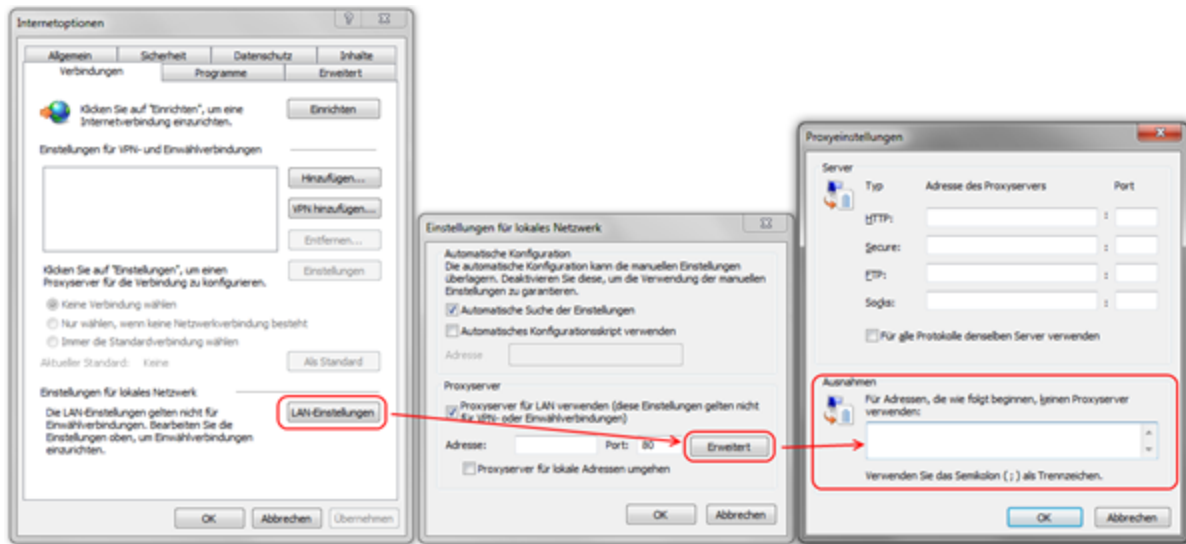 Internetoptionen
Allgemein Sicherheit Datenschutz Inhalte
Verbindungen Programme Erweitert
Klicken Sie auf "Einrichten", um eine
Internetverbindung einzurichten.
Einrichten
Einstellungen für VPN- und Einwählverbindungen
Hinzufügen...
VPN hinzufügen...
Entfernen...
Klicken Sie auf "Einstellungen", um einen
Proxyserver für die Verbindung zu konfigurieren.
Einstellungen
Keine Verbindung wählen
Nur wählen, wenn keine Netzwerkverbindung besteht
Immer die Standardverbindung wählen
Aktueller Standard: Keine
Als Standard
Einstellungen für lokales Netzwerk
Die LAN-Einstellungen gelten nicht für
Einwählverbindungen. Bearbeiten Sie die
Einstellungen oben, um Einwählverbindungen
einzurichten.
LAN-Einstellungen
OK Abbrechen Übernehmen
Einstellungen für lokales Netzwerk
Automatische Konfiguration
Die automatische Konfiguration kann die manuellen Einstellungen
überlagern. Deaktivieren Sie diese, um die Verwendung der manuellen
Einstellungen zu garantieren.
Automatische Suche der Einstellungen
Automatisches Konfigurationsskript verwenden
Adresse
Proxyserver
Proxyserver für LAN verwenden (diese Einstellungen gelten nicht
für VPN- oder Einwählverbindungen)
Adresse: Port: 80 Erweitert
Proxyserver für lokale Adressen umgehen
OK Abbrechen
Proxyeinstellungen
Server
Typ Adresse des Proxyservers Port
HTTP: :
Secure: :
FTP: :
Socks: :
Für alle Protokolle denselben Server verwenden
Ausnahmen
Für Adressen, die wie folgt beginnen, keinen Proxyserver
verwenden:
Verwenden Sie das Semikolon ( ; ) als Trennzeichen.
OK Abbrechen